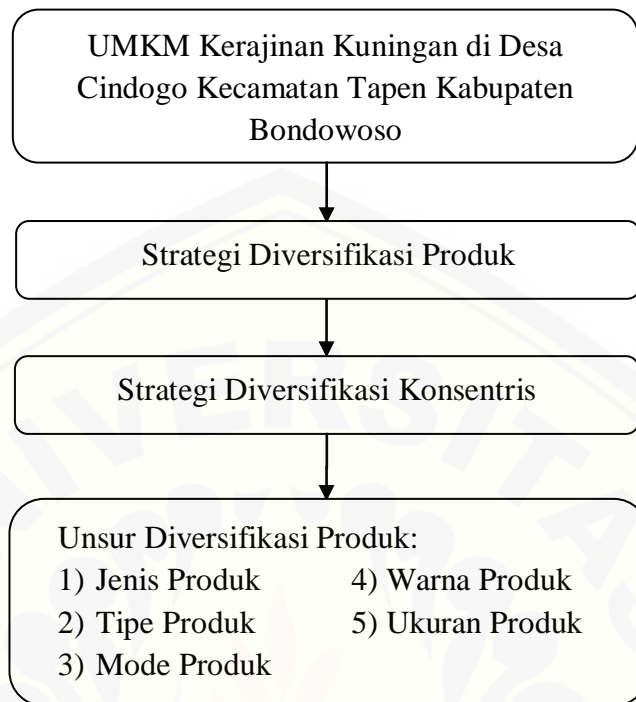 UMKM Kerajinan Kuningan di Desa
Cindogo Kecamatan Tapen Kabupaten
Bondowoso
Strategi Diversifikasi Produk
Strategi Diversifikasi Konsentris
Unsur Diversifikasi Produk:
1) Jenis Produk 4) Warna Produk
2) Tipe Produk 5) Ukuran Produk
3) Mode Produk
UNIVERSITAS